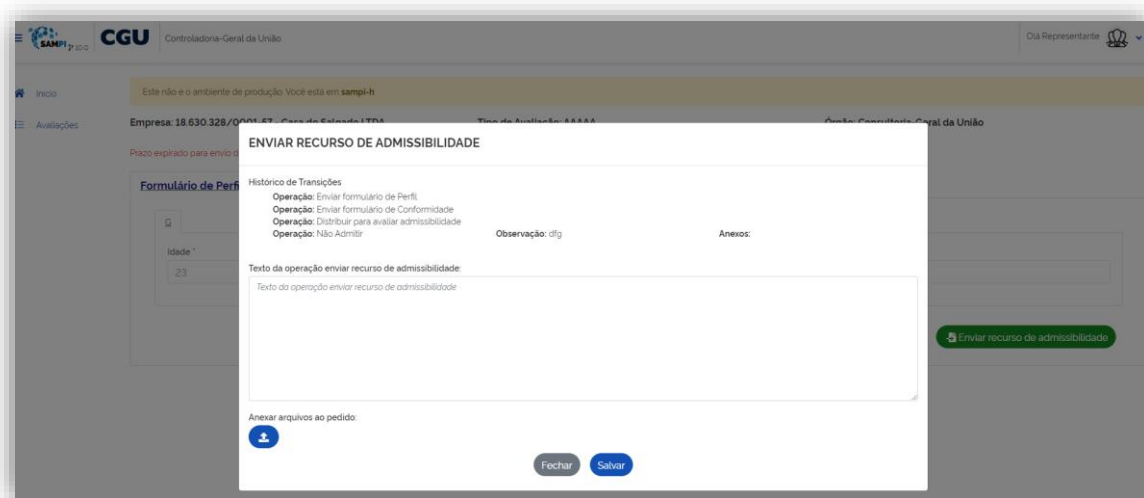 SAMPI
CGU Controladoria-Geral da União
Olá Representante
Início
Avaliações
Este não é o ambiente de produção. Você está em sampi-h
Empresa: 18.630.328/0001-57 - Casa do Salgado LTDA Tipo de Avaliação: AAAAA Órgão: Consultoria-Geral da União
Prazo expirado para envio d
Formulário de Perfi
G
Idade *
23
ENVIAR RECURSO DE ADMISSIBILIDADE
Histórico de Transições
Operação: Enviar formulário de Perfil
Operação: Enviar formulário de Conformidade
Operação: Distribuir para avaliar admissibilidade
Operação: Não Admitir Observação: dfg Anexos:
Texto da operação enviar recurso de admissibilidade:
Texto da operação enviar recurso de admissibilidade
Enviar recurso de admissibilidade
Anexar arquivos ao pedido:
Fechar Salvar